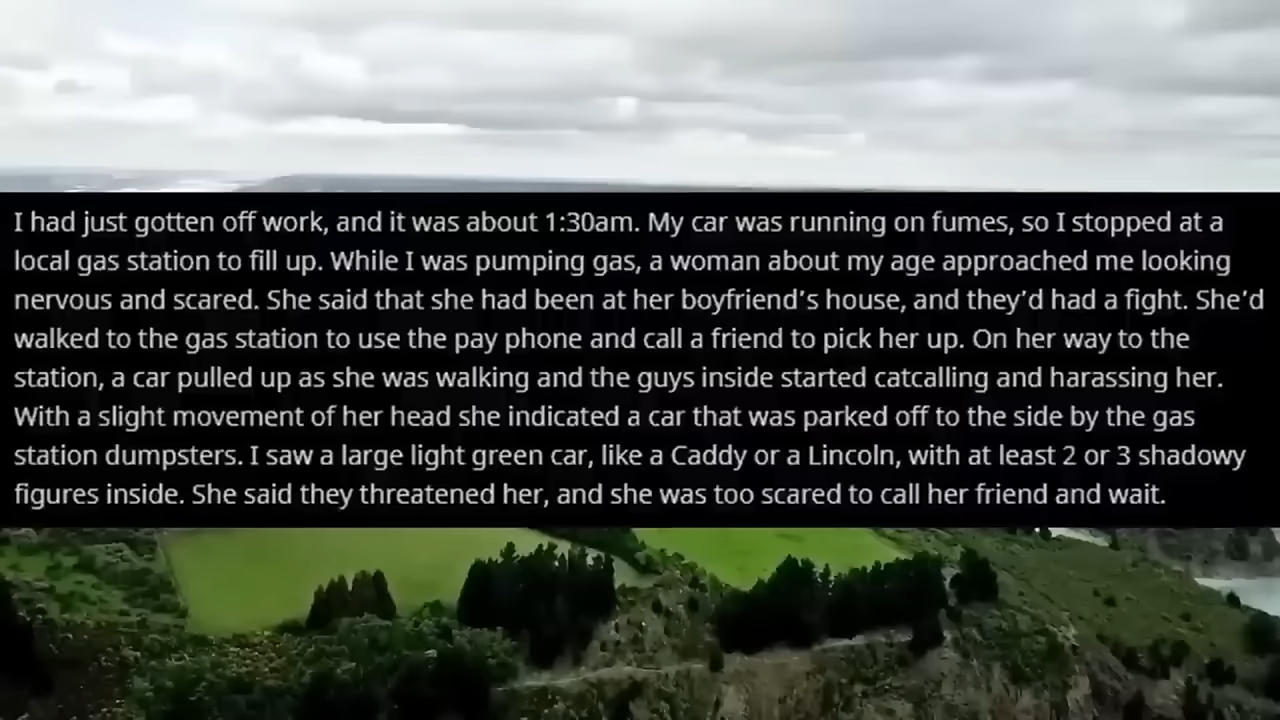 I had just gotten off work, and it was about 1:30am. My car was running on fumes, so I stopped at a
local gas station to fill up. While I was pumping gas, a woman about my age approached me looking
nervous and scared. She said that she had been at her boyfriend’s house, and they’d had a fight. She’d
walked to the gas station to use the pay phone and call a friend to pick her up. On her way to the
station, a car pulled up as she was walking and the guys inside started catcalling and harassing her.
With a slight movement of her head she indicated a car that was parked off to the side by the gas
station dumpsters. I saw a large light green car, like a Caddy or a Lincoln, with at least 2 or 3 shadowy
figures inside. She said they threatened her, and she was too scared to call her friend and wait.